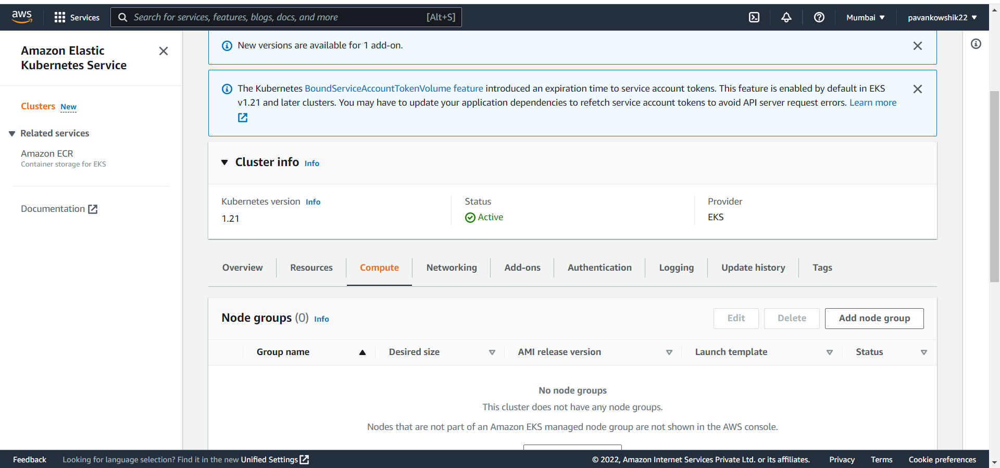 aws
Services
Search for services, features, blogs, docs, and more
[Alt+S]
Mumbai ▼
pavankowshik22 ▼
Amazon Elastic
Kubernetes Service
Clusters New
Related services
Amazon ECR
Container storage for EKS
Documentation
New versions are available for 1 add-on.
The Kubernetes BoundServiceAccountTokenVolume feature introduced an expiration time to service account tokens. This feature is enabled by default in EKS
v1.21 and later clusters. You may have to update your application dependencies to refetch service account tokens to avoid API server request errors. Learn more
Cluster info Info
Kubernetes version Info
1.21
Status
Active
Provider
EKS
Overview
Resources
Compute
Networking
Add-ons
Authentication
Logging
Update history
Tags
Node groups (0) Info
Edit
Delete
Add node group
Group name
Desired size
AMI release version
Launch template
Status
No node groups
This cluster does not have any node groups.
Nodes that are not part of an Amazon EKS managed node group are not shown in the AWS console.
Feedback
Looking for language selection? Find it in the new Unified Settings
© 2022, Amazon Internet Services Private Ltd. or its affiliates.
Privacy
Terms
Cookie preferences